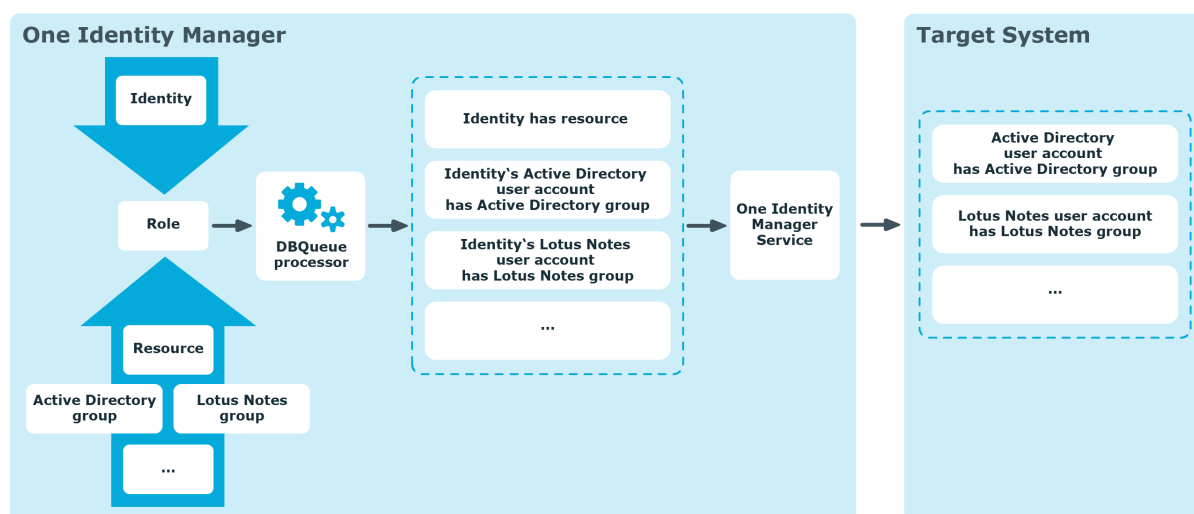 One Identity Manager
Identity
Role
Resource
Active Directory
group
Lotus Notes
group
...
DBQueue
processor
Identity has resource
Identity‘s Active Directory
user account
has Active Directory group
Identity‘s Lotus Notes
user account
has Lotus Notes group
...
One Identity
Manager
Service
Target System
Active Directory
user account
has Active Directory group
Lotus Notes user account
has Lotus Notes group
...